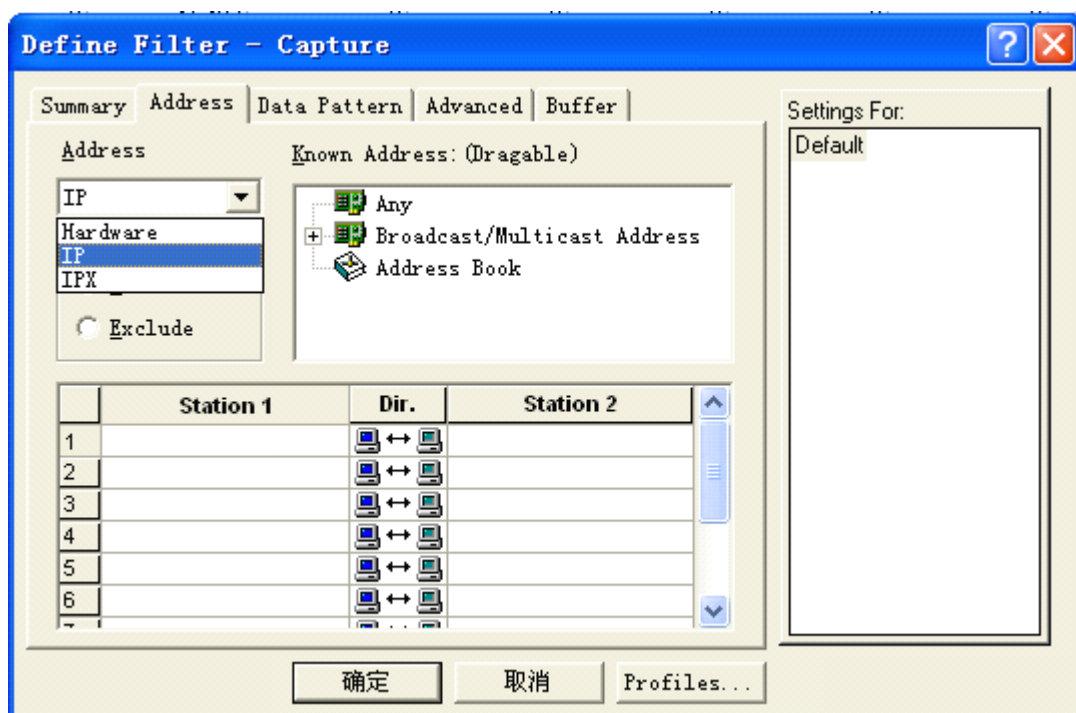 Define Filter - Capture
Summary Address Data Pattern Advanced Buffer
Settings For:
Default
Address
Known Address: (Dragable)
IP
Hardware
IP
IPX
Exclude
Any
Broadcast/Multicast Address
Address Book
Station 1 Dir. Station 2
1
2
3
4
5
6
确定 取消 Profiles...